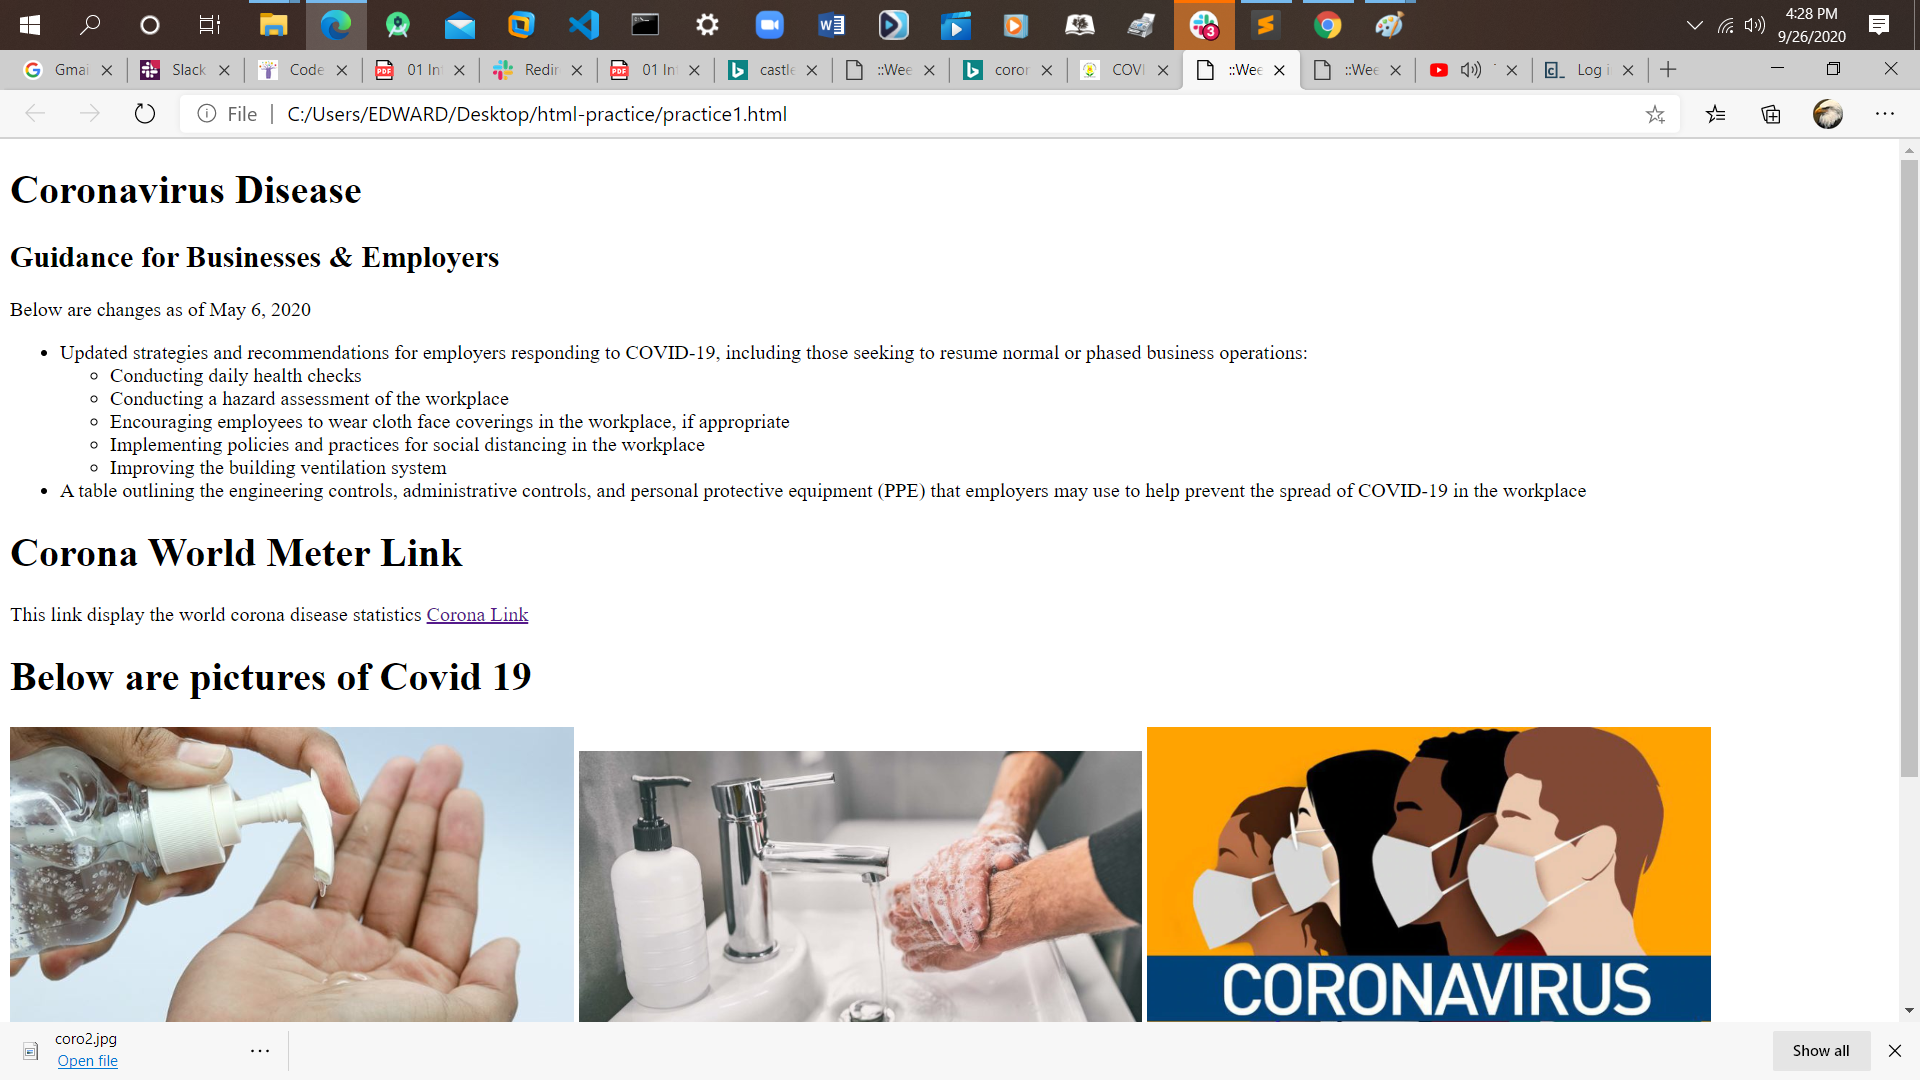 4:28 PM
9/26/2020
3
Gmai
Slack
Code
01 In
Redir
01 In
castle
::Wee
coror
COVI
::Wee
::Wee
Log i
File
C:/Users/EDWARD/Desktop/html-practice/practice1.html
Coronavirus Disease
Guidance for Businesses & Employers
Below are changes as of May 6, 2020
Updated strategies and recommendations for employers responding to COVID-19, including those seeking to resume normal or phased business operations:
Conducting daily health checks
Conducting a hazard assessment of the workplace
Encouraging employees to wear cloth face coverings in the workplace, if appropriate
Implementing policies and practices for social distancing in the workplace
Improving the building ventilation system
A table outlining the engineering controls, administrative controls, and personal protective equipment (PPE) that employers may use to help prevent the spread of COVID-19 in the workplace
Corona World Meter Link
This link display the world corona disease statistics Corona Link
Below are pictures of Covid 19
CORONAVIRUS
coro2.jpg
Open file
Show all